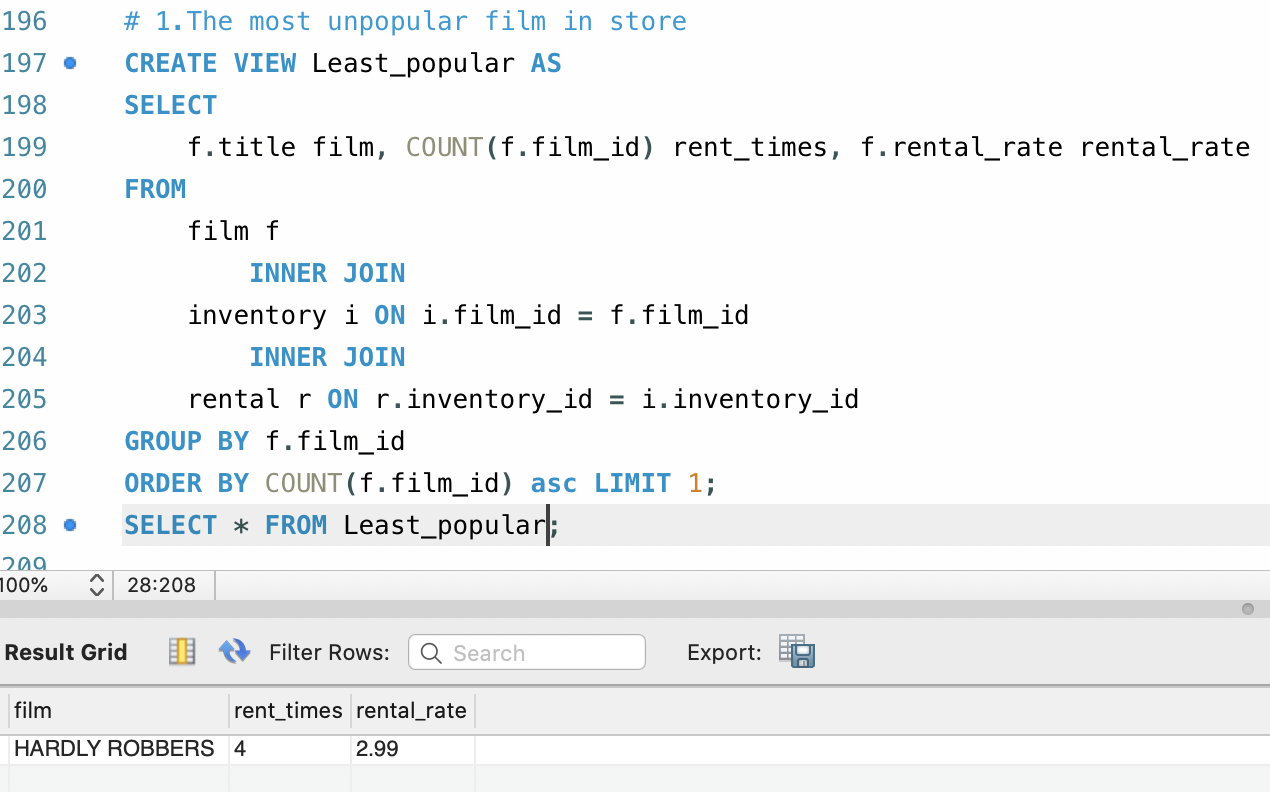 196 # 1.The most unpopular film in store
197 CREATE VIEW Least_popular AS
198 SELECT
199 f.title film, COUNT(f.film_id) rent_times, f.rental_rate rental_rate
200 FROM
201 film f
202 INNER JOIN
203 inventory i ON i.film_id = f.film_id
204 INNER JOIN
205 rental r ON r.inventory_id = i.inventory_id
206 GROUP BY f.film_id
207 ORDER BY COUNT(f.film_id) asc LIMIT 1;
208 SELECT * FROM Least_popular;
209
100% 28:208
Result Grid Filter Rows: Search Export:
film rent_times rental_rate
HARDLY ROBBERS 4 2.99